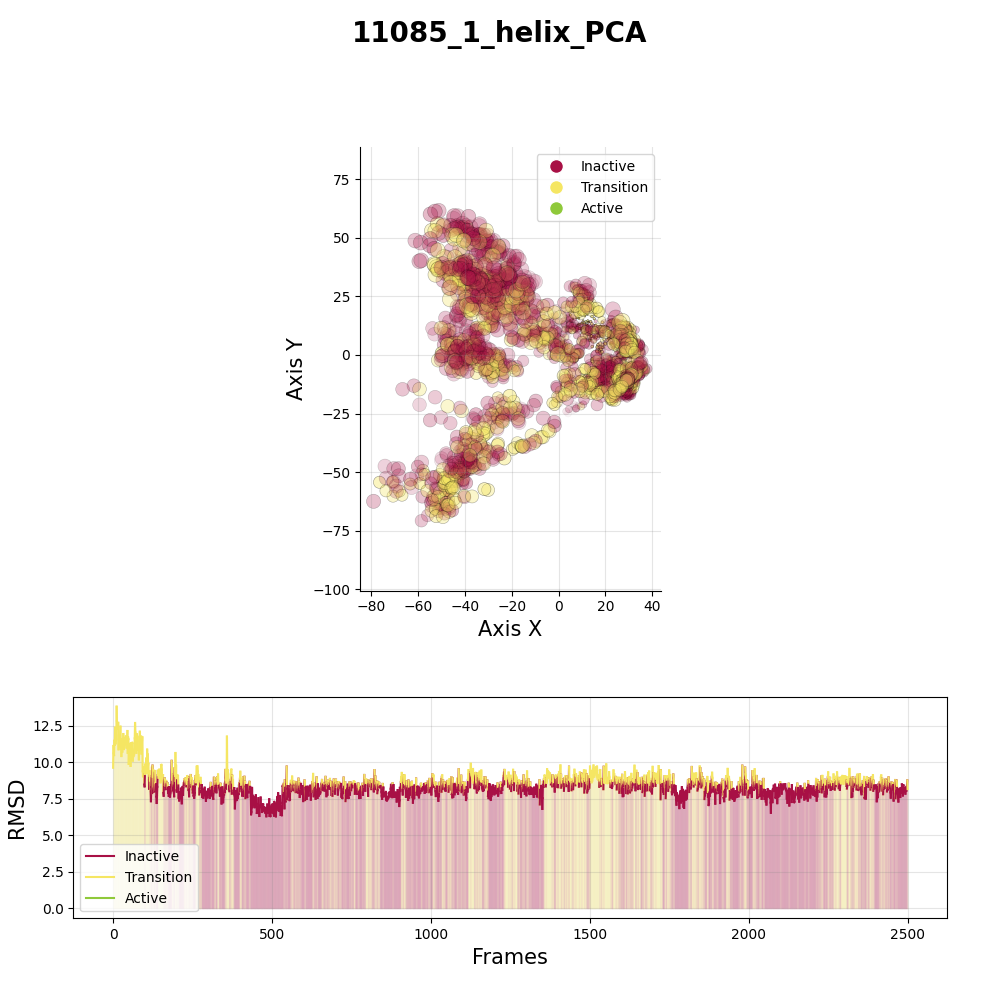 11085_1_helix_PCA
Inactive
Transition
Active
75
50
25
0
−25
−50
−75
−100
Axis Y
−80 −60 −40 −20 0 20 40
Axis X
12.5
10.0
7.5
5.0
2.5
0.0
RMSD
Inactive
Transition
Active
0 500 1000 1500 2000 2500
Frames